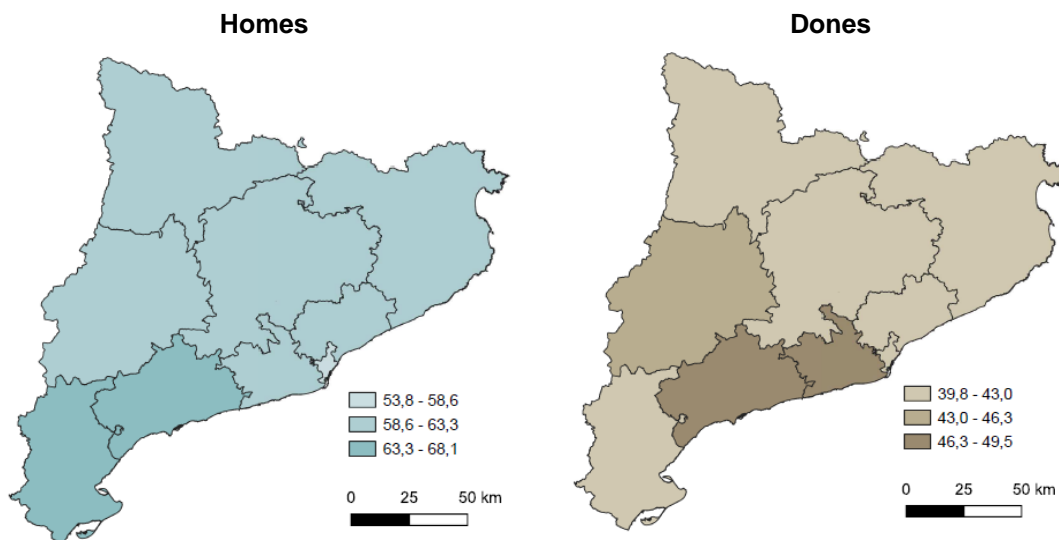 Homes
Dones
53,8 - 58,6
58,6 - 63,3
63,3 - 68,1
0 25 50 km
39,8 - 43,0
43,0 - 46,3
46,3 - 49,5
0 25 50 km